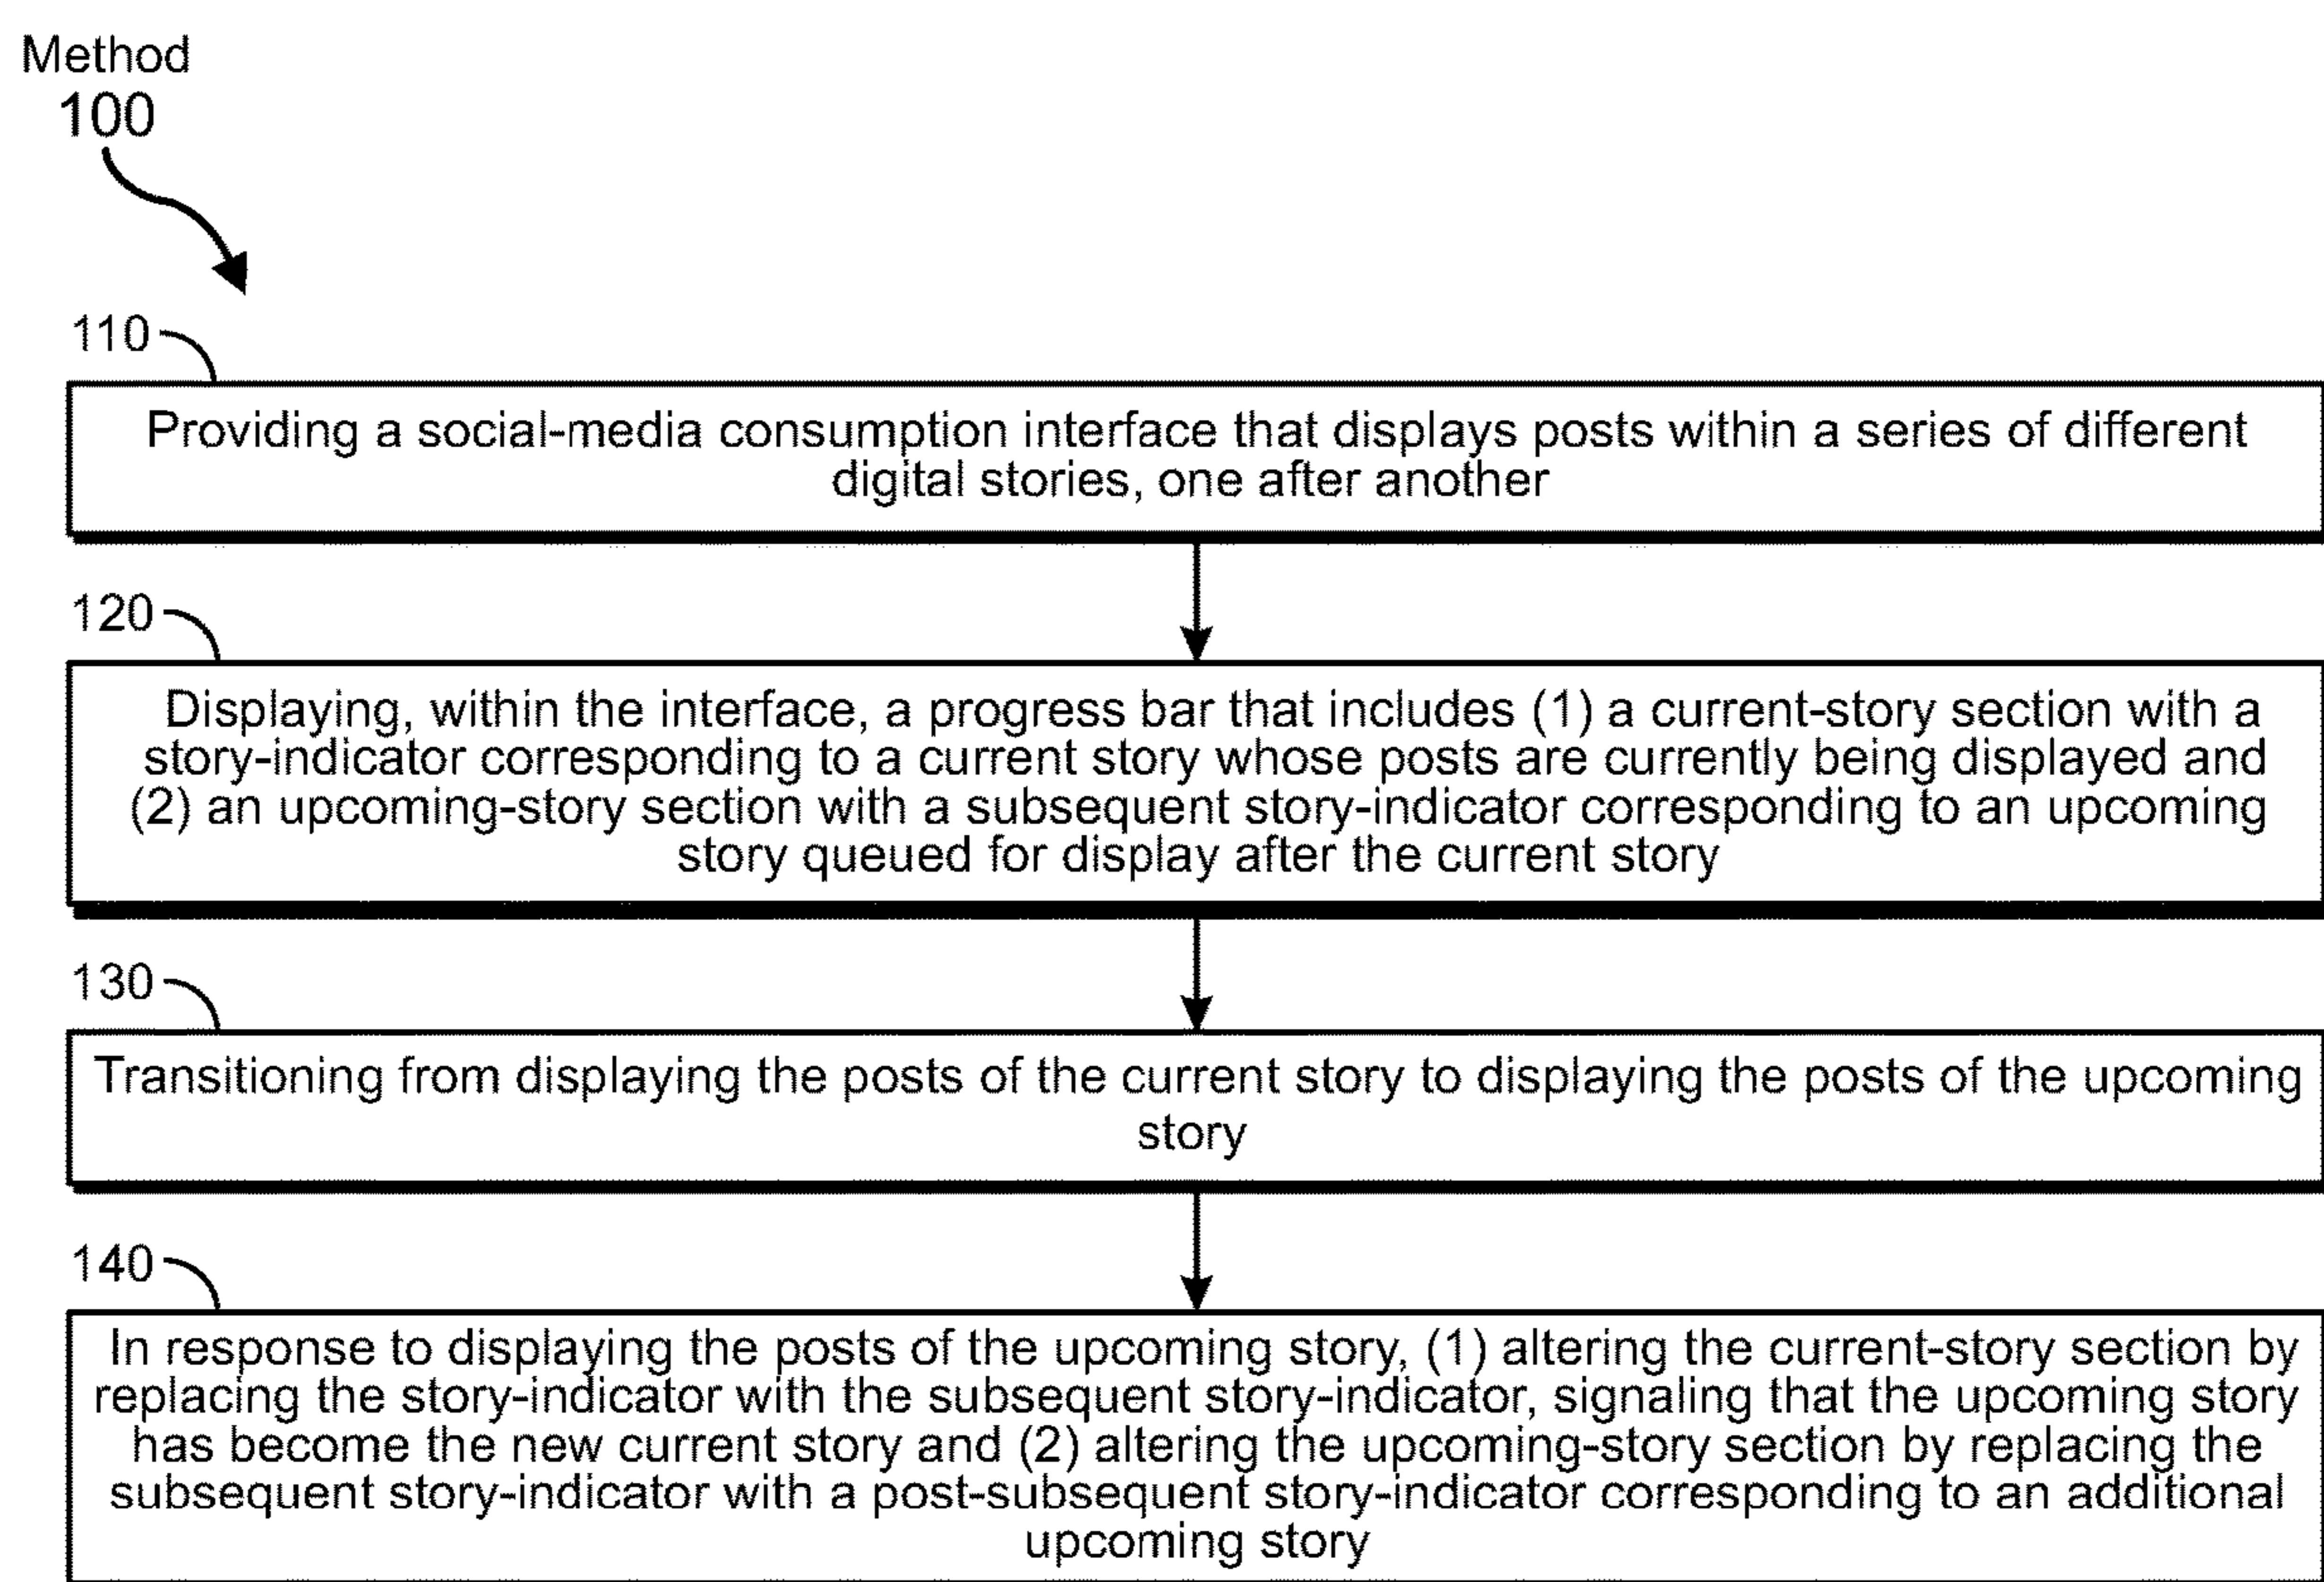 Method
100
110
Providing a social-media consumption interface that displays posts within a series of different
digital stories, one after another
120
Displaying, within the interface, a progress bar that includes (1) a current-story section with a
story-indicator corresponding to a current story whose posts are currently being displayed and
(2) an upcoming-story section with a subsequent story-indicator corresponding to an upcoming
story queued for display after the current story
130
Transitioning from displaying the posts of the current story to displaying the posts of the upcoming
story
140
In response to displaying the posts of the upcoming story, (1) altering the current-story section by
replacing the story-indicator with the subsequent story-indicator, signaling that the upcoming story
has become the new current story and (2) altering the upcoming-story section by replacing the
subsequent story-indicator with a post-subsequent story-indicator corresponding to an additional
upcoming story